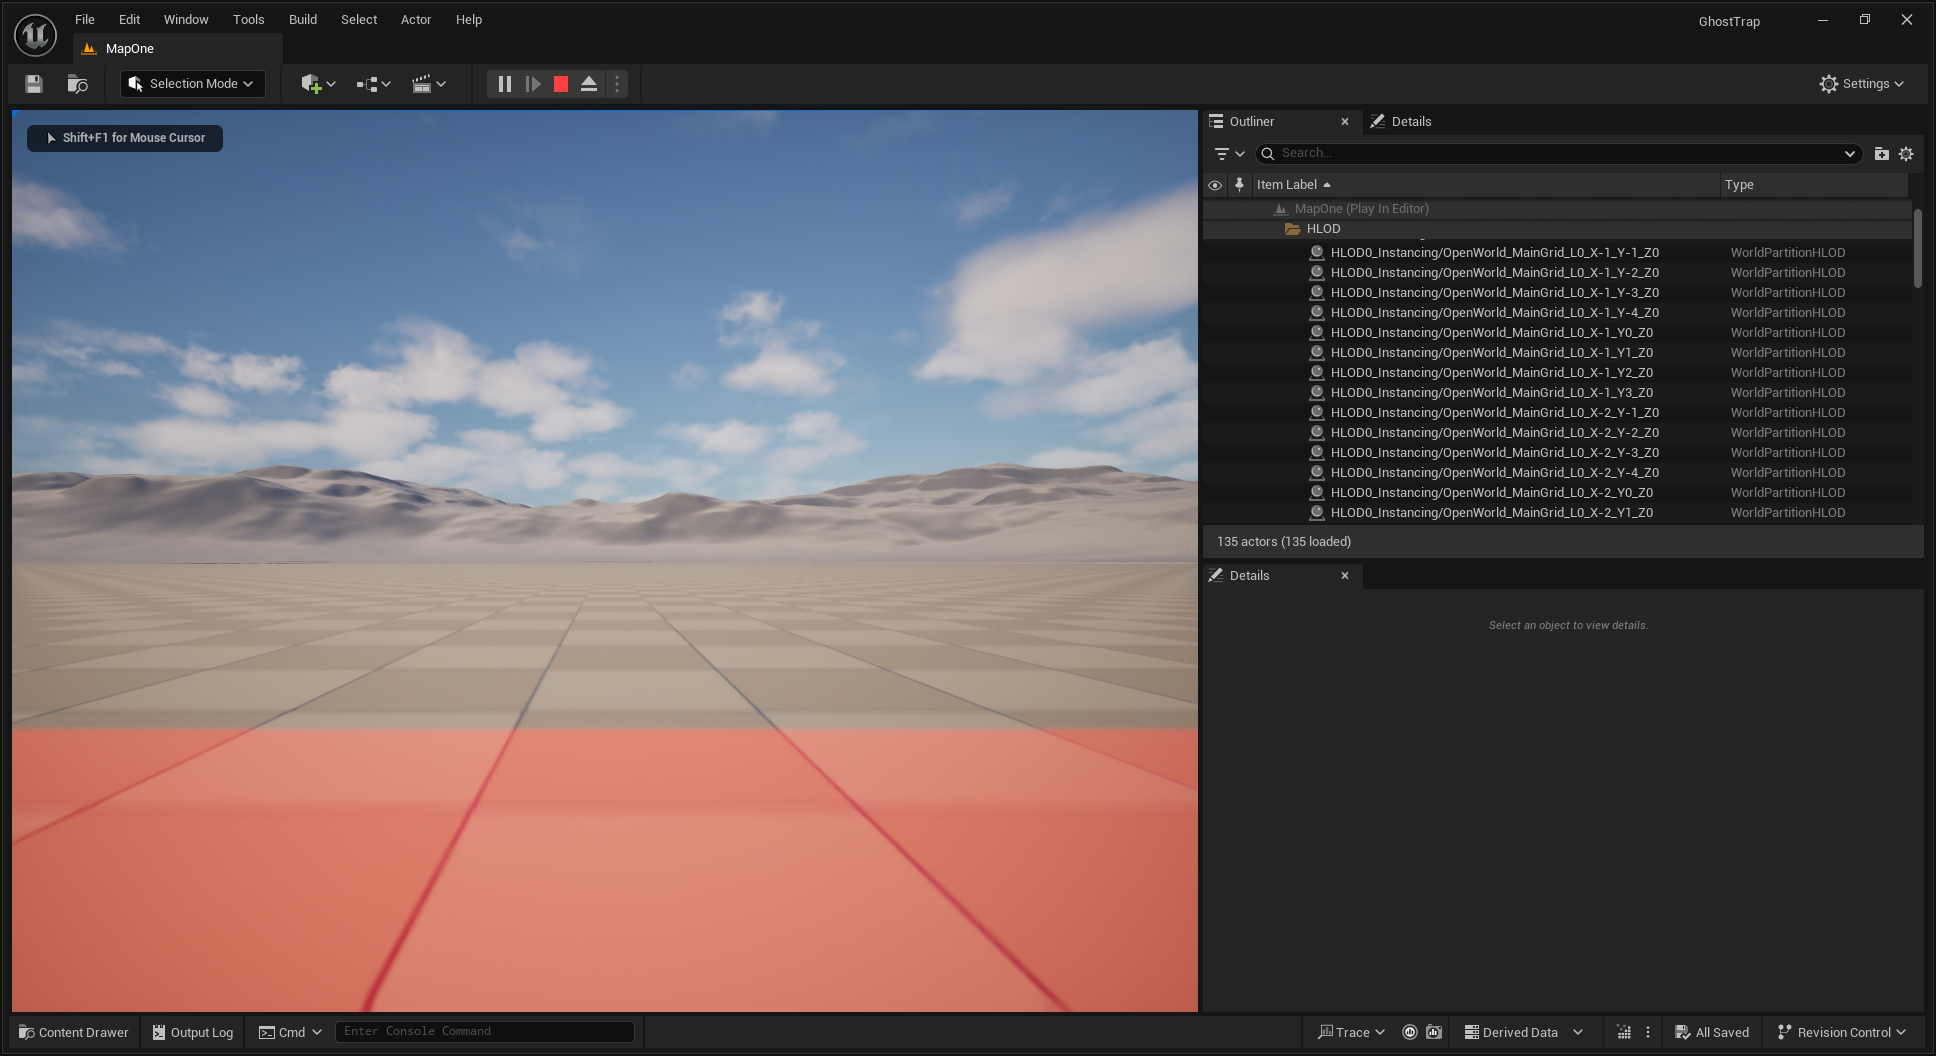 File Edit Window Tools Build Select Actor Help
GhostTrap
MapOne
Selection Mode
Settings
Shift+F1 for Mouse Cursor
Outliner
Details
Search...
Item Label Type
MapOne (Play In Editor)
HLOD
HLOD0_Instancing/OpenWorld_MainGrid_L0_X-1_Y-1_Z0 WorldPartitionHLOD
HLOD0_Instancing/OpenWorld_MainGrid_L0_X-1_Y-2_Z0 WorldPartitionHLOD
HLOD0_Instancing/OpenWorld_MainGrid_L0_X-1_Y-3_Z0 WorldPartitionHLOD
HLOD0_Instancing/OpenWorld_MainGrid_L0_X-1_Y-4_Z0 WorldPartitionHLOD
HLOD0_Instancing/OpenWorld_MainGrid_L0_X-1_Y0_Z0 WorldPartitionHLOD
HLOD0_Instancing/OpenWorld_MainGrid_L0_X-1_Y1_Z0 WorldPartitionHLOD
HLOD0_Instancing/OpenWorld_MainGrid_L0_X-1_Y2_Z0 WorldPartitionHLOD
HLOD0_Instancing/OpenWorld_MainGrid_L0_X-1_Y3_Z0 WorldPartitionHLOD
HLOD0_Instancing/OpenWorld_MainGrid_L0_X-2_Y-1_Z0 WorldPartitionHLOD
HLOD0_Instancing/OpenWorld_MainGrid_L0_X-2_Y-2_Z0 WorldPartitionHLOD
HLOD0_Instancing/OpenWorld_MainGrid_L0_X-2_Y-3_Z0 WorldPartitionHLOD
HLOD0_Instancing/OpenWorld_MainGrid_L0_X-2_Y-4_Z0 WorldPartitionHLOD
HLOD0_Instancing/OpenWorld_MainGrid_L0_X-2_Y0_Z0 WorldPartitionHLOD
HLOD0_Instancing/OpenWorld_MainGrid_L0_X-2_Y1_Z0 WorldPartitionHLOD
135 actors (135 loaded)
Details
Select an object to view details.
Content Drawer Output Log Cmd Enter Console Command Trace Derived Data All Saved Revision Control